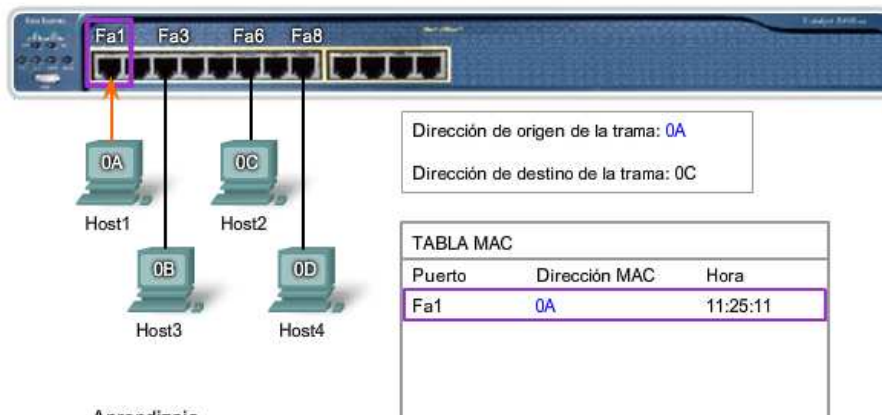 Fa1 Fa3 Fa6 Fa8
Dirección de origen de la trama: 0A
Dirección de destino de la trama: 0C
0A 0C
Host1 Host2
0B 0D
Host3 Host4
TABLA MAC
Puerto Dirección MAC Hora
Fa1 0A 11:25:11
Aprendizaje